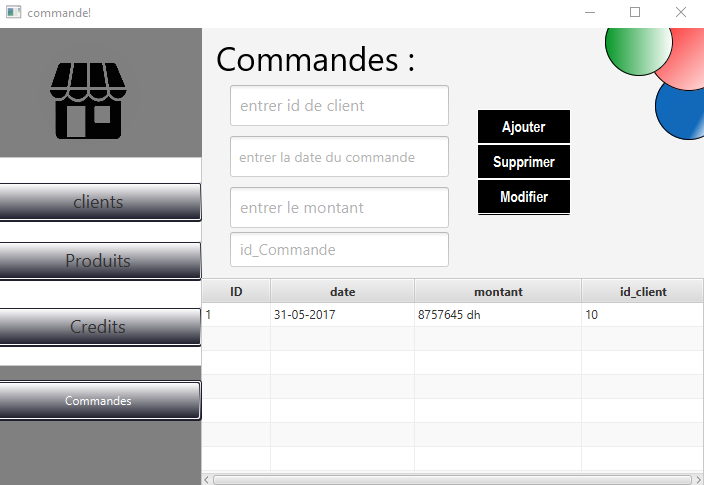 commande!
Commandes :
entrer id de client
entrer la date du commande
entrer le montant
id_Commande
Ajouter
Supprimer
Modifier
clients
Produits
Credits
Commandes
ID date montant id_client
1 31-05-2017 8757645 dh 10